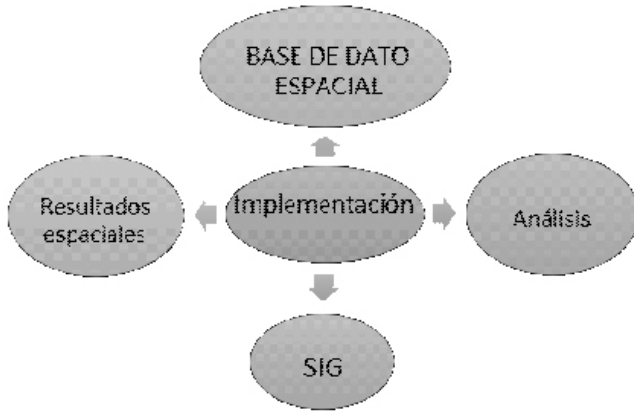 BASE DE DATO
ESPACIAL
Resultados
espaciales
Implementación
Análisis
SIG